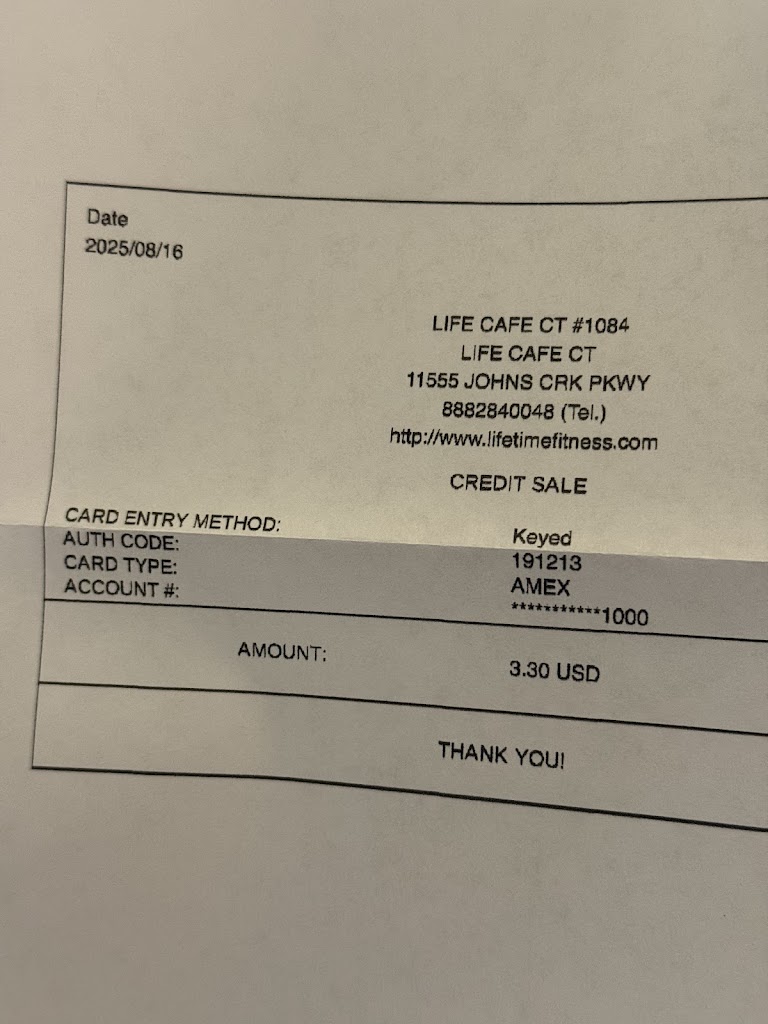 Date
2025/08/16
LIFE CAFE CT #1084
LIFE CAFE CT
11555 JOHNS CRK PKWY
8882840048 (Tel.)
http://www.lifetimefitness.com
CREDIT SALE
CARD ENTRY METHOD: Keyed
AUTH CODE: 191213
CARD TYPE: AMEX
ACCOUNT #: ***********1000
AMOUNT: 3.30 USD
THANK YOU!